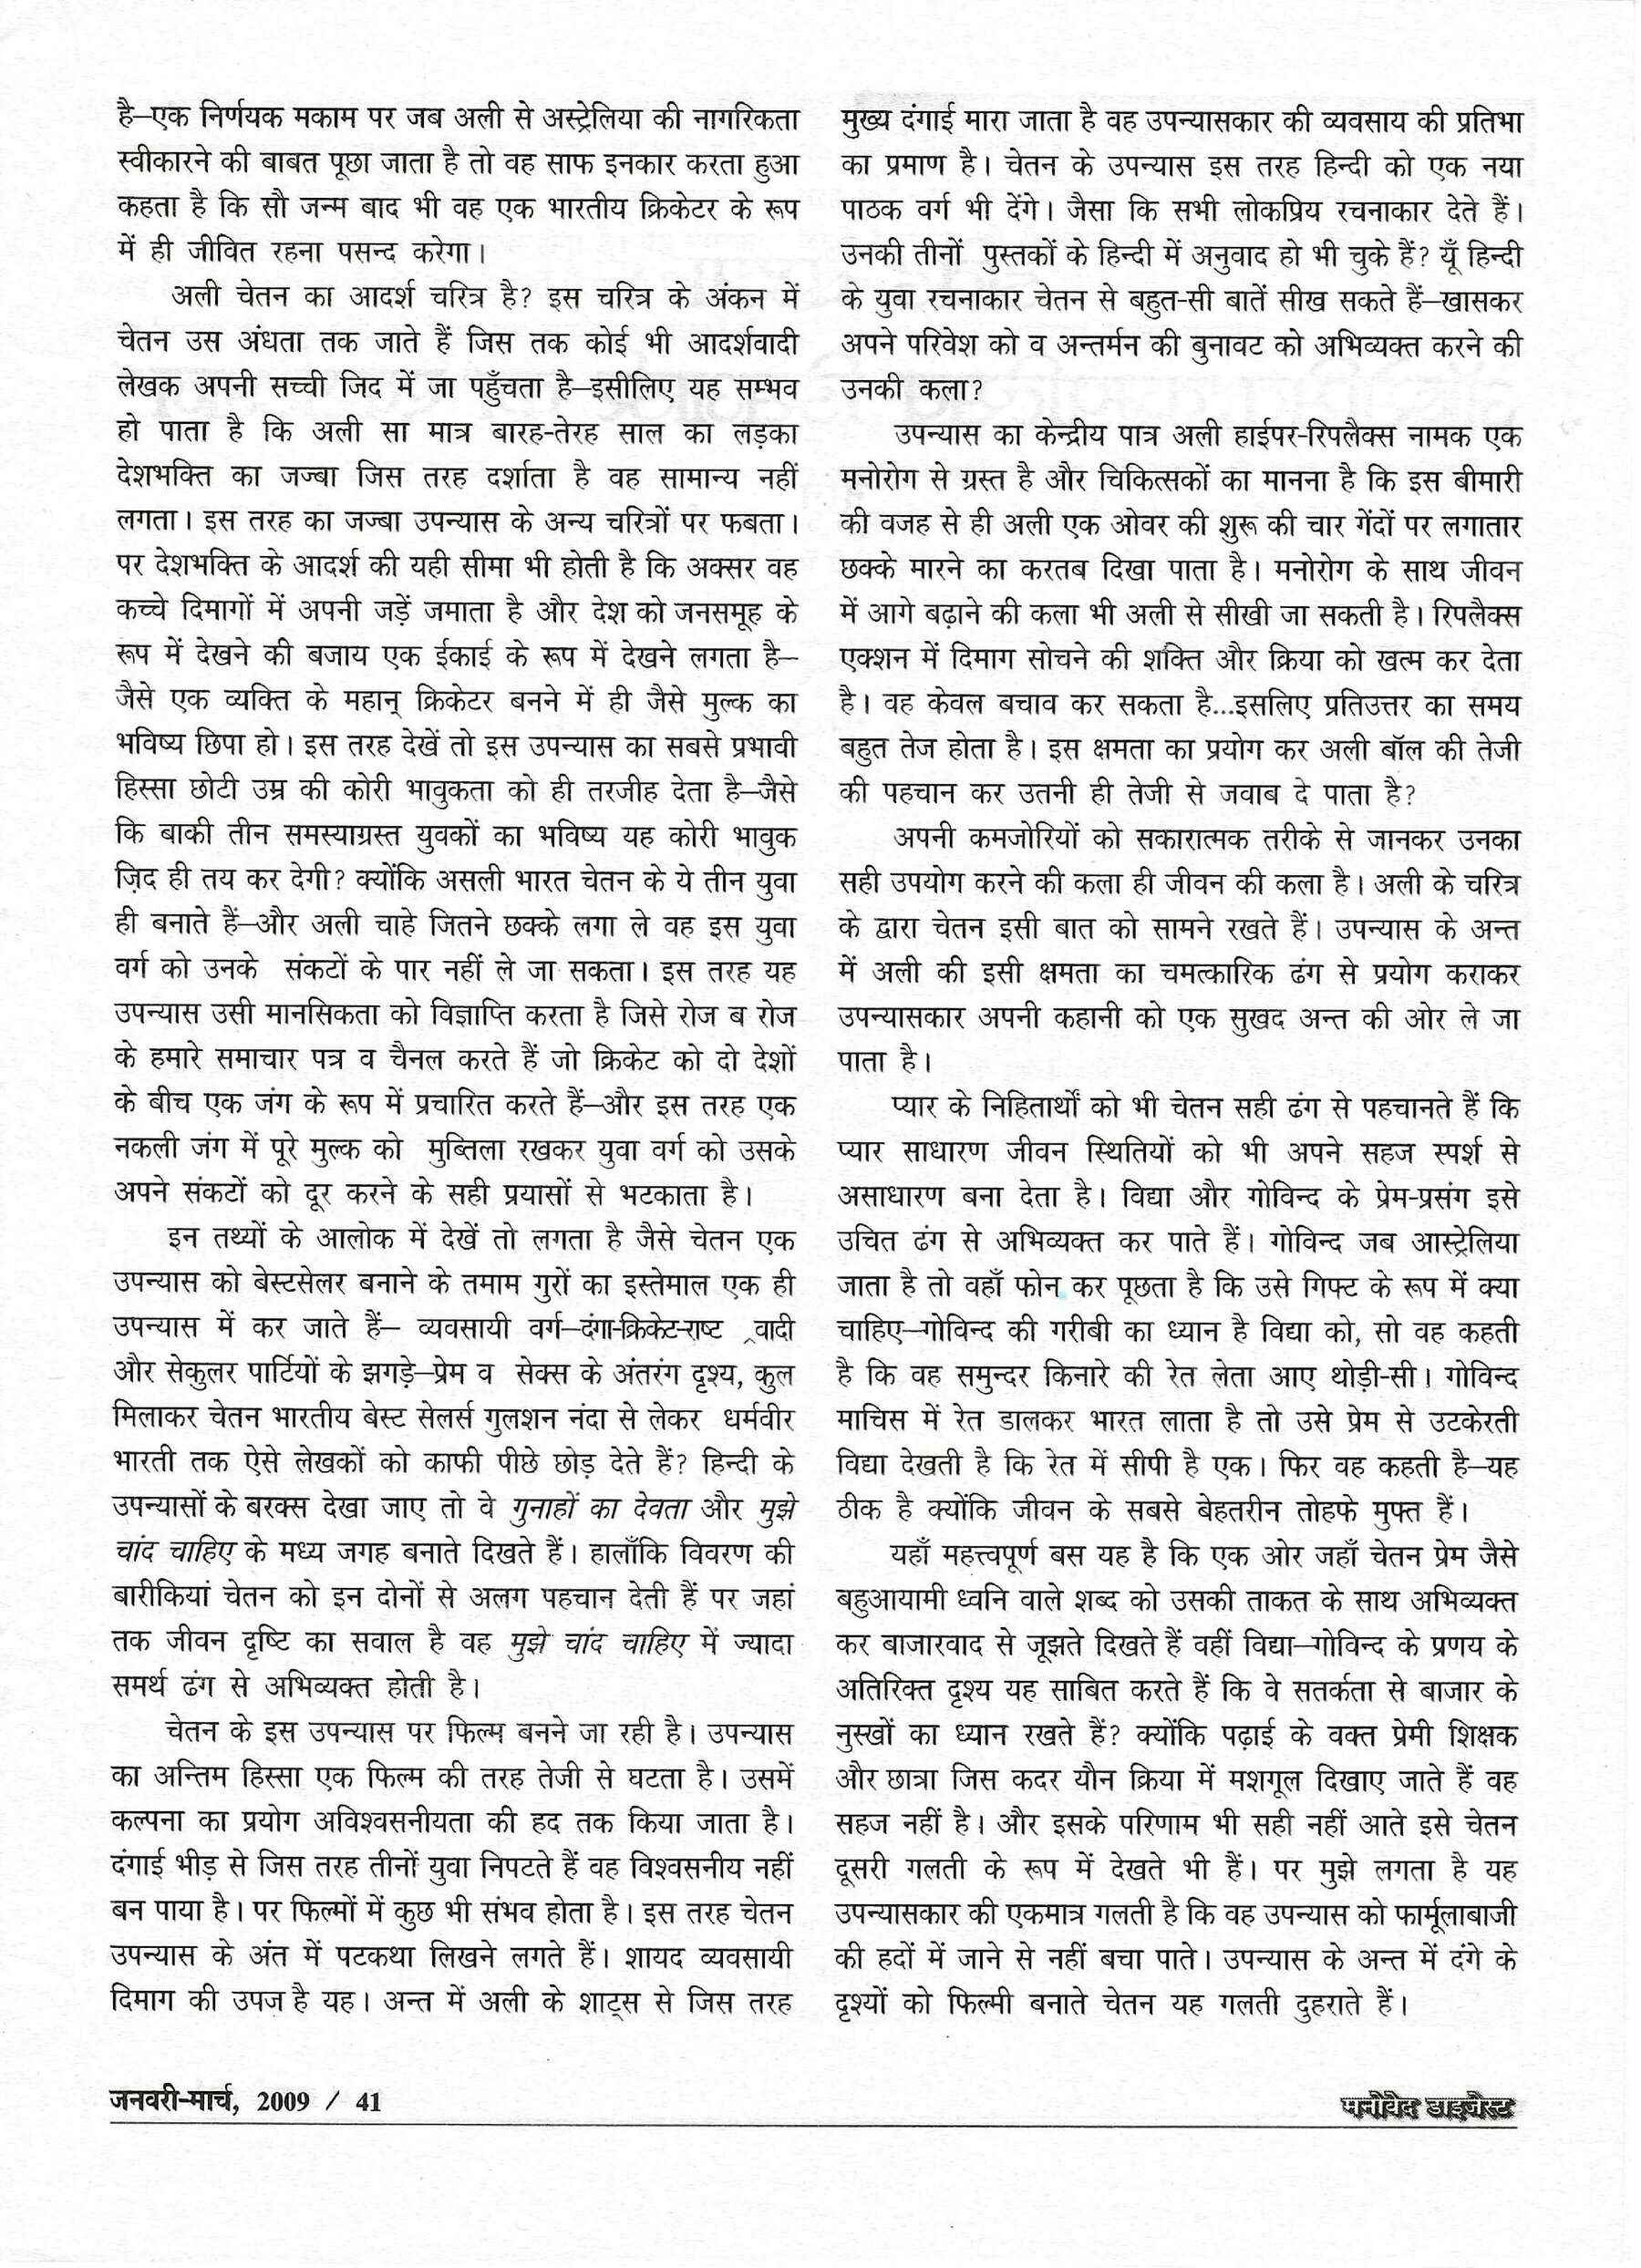 है–एक निर्णयक मकाम पर जब अली से अस्ट्रेलिया की नागरिकता
स्वीकारने की बाबत पूछा जाता है तो वह साफ इनकार करता हुआ
कहता है कि सौ जन्म बाद भी वह एक भारतीय क्रिकेटर के रूप
में ही जीवित रहना पसन्द करेगा।
अली चेतन का आदर्श चरित्र है? इस चरित्र के अंकन में
चेतन उस अंधता तक जाते हैं जिस तक कोई भी आदर्शवादी
लेखक अपनी सच्ची जिद में जा पहुँचता है–इसीलिए यह सम्भव
हो पाता है कि अली सा मात्र बारह-तेरह साल का लड़का
देशभक्ति का जज्बा जिस तरह दर्शाता है वह सामान्य नहीं
लगता। इस तरह का जज्बा उपन्यास के अन्य चरित्रों पर फबता।
पर देशभक्ति के आदर्श की यही सीमा भी होती है कि अक्सर वह
कच्चे दिमागों में अपनी जड़ें जमाता है और देश को जनसमूह के
रूप में देखने की बजाय एक ईकाई के रूप में देखने लगता है–
जैसे एक व्यक्ति के महान् क्रिकेटर बनने में ही जैसे मुल्क का
भविष्य छिपा हो। इस तरह देखें तो इस उपन्यास का सबसे प्रभावी
हिस्सा छोटी उम्र की कोरी भावुकता को ही तरजीह देता है–जैसे
कि बाकी तीन समस्याग्रस्त युवकों का भविष्य यह कोरी भावुक
ज़िद ही तय कर देगी? क्योंकि असली भारत चेतन के ये तीन युवा
ही बनाते हैं–और अली चाहे जितने छक्के लगा ले वह इस युवा
वर्ग को उनके संकटों के पार नहीं ले जा सकता। इस तरह यह
उपन्यास उसी मानसिकता को विज्ञाप्ति करता है जिसे रोज ब रोज
के हमारे समाचार पत्र व चैनल करते हैं जो क्रिकेट को दो देशों
के बीच एक जंग के रूप में प्रचारित करते हैं–और इस तरह एक
नकली जंग में पूरे मुल्क को मुब्तिला रखकर युवा वर्ग को उसके
अपने संकटों को दूर करने के सही प्रयासों से भटकाता है।
इन तथ्यों के आलोक में देखें तो लगता है जैसे चेतन एक
उपन्यास को बेस्टसेलर बनाने के तमाम गुरों का इस्तेमाल एक ही
उपन्यास में कर जाते हैं– व्यवसायी वर्ग–दंगा-क्रिकेट-राष्ट ्रवादी
और सेकुलर पार्टियों के झगड़े–प्रेम व सेक्स के अंतरंग दृश्य, कुल
मिलाकर चेतन भारतीय बेस्ट सेलर्स गुलशन नंदा से लेकर धर्मवीर
भारती तक ऐसे लेखकों को काफी पीछे छोड़ देते हैं? हिन्दी के
उपन्यासों के बरक्स देखा जाए तो वे गुनाहों का देवता और मुझे
चांद चाहिए के मध्य जगह बनाते दिखते हैं। हालाँकि विवरण की
बारीकियां चेतन को इन दोनों से अलग पहचान देती हैं पर जहां
तक जीवन दृष्टि का सवाल है वह मुझे चांद चाहिए में ज्यादा
समर्थ ढंग से अभिव्यक्त होती है।
चेतन के इस उपन्यास पर फिल्म बनने जा रही है। उपन्यास
का अन्तिम हिस्सा एक फिल्म की तरह तेजी से घटता है। उसमें
कल्पना का प्रयोग अविश्वसनीयता की हद तक किया जाता है।
दंगाई भीड़ से जिस तरह तीनों युवा निपटते हैं वह विश्वसनीय नहीं
बन पाया है। पर फिल्मों में कुछ भी संभव होता है। इस तरह चेतन
उपन्यास के अंत में पटकथा लिखने लगते हैं। शायद व्यवसायी
दिमाग की उपज है यह। अन्त में अली के शाट्स से जिस तरह
मुख्य दंगाई मारा जाता है वह उपन्यासकार की व्यवसाय की प्रतिभा
का प्रमाण है। चेतन के उपन्यास इस तरह हिन्दी को एक नया
पाठक वर्ग भी देंगे। जैसा कि सभी लोकप्रिय रचनाकार देते हैं।
उनकी तीनों पुस्तकों के हिन्दी में अनुवाद हो भी चुके हैं? यूँ हिन्दी
के युवा रचनाकार चेतन से बहुत-सी बातें सीख सकते हैं–खासकर
अपने परिवेश को व अन्तर्मन की बुनावट को अभिव्यक्त करने की
उनकी कला?
उपन्यास का केन्द्रीय पात्र अली हाईपर-रिपलैक्स नामक एक
मनोरोग से ग्रस्त है और चिकित्सकों का मानना है कि इस बीमारी
की वजह से ही अली एक ओवर की शुरू की चार गेंदों पर लगातार
छक्के मारने का करतब दिखा पाता है। मनोरोग के साथ जीवन
में आगे बढ़ाने की कला भी अली से सीखी जा सकती है। रिपलैक्स
एक्शन में दिमाग सोचने की शक्ति और क्रिया को खत्म कर देता
है। वह केवल बचाव कर सकता है...इसलिए प्रतिउत्तर का समय
बहुत तेज होता है। इस क्षमता का प्रयोग कर अली बॉल की तेजी
की पहचान कर उतनी ही तेजी से जवाब दे पाता है?
अपनी कमजोरियों को सकारात्मक तरीके से जानकर उनका
सही उपयोग करने की कला ही जीवन की कला है। अली के चरित्र
के द्वारा चेतन इसी बात को सामने रखते हैं। उपन्यास के अन्त
में अली की इसी क्षमता का चमत्कारिक ढंग से प्रयोग कराकर
उपन्यासकार अपनी कहानी को एक सुखद अन्त की ओर ले जा
पाता है।
प्यार के निहितार्थों को भी चेतन सही ढंग से पहचानते हैं कि
प्यार साधारण जीवन स्थितियों को भी अपने सहज स्पर्श से
असाधारण बना देता है। विद्या और गोविन्द के प्रेम-प्रसंग इसे
उचित ढंग से अभिव्यक्त कर पाते हैं। गोविन्द जब आस्ट्रेलिया
जाता है तो वहाँ फोन कर पूछता है कि उसे गिफ्ट के रूप में क्या
चाहिए–गोविन्द की गरीबी का ध्यान है विद्या को, सो वह कहती
है कि वह समुन्दर किनारे की रेत लेता आए थोड़ी-सी। गोविन्द
माचिस में रेत डालकर भारत लाता है तो उसे प्रेम से उटकेरती
विद्या देखती है कि रेत में सीपी है एक। फिर वह कहती है–यह
ठीक है क्योंकि जीवन के सबसे बेहतरीन तोहफे मुफ्त हैं।
यहाँ महत्त्वपूर्ण बस यह है कि एक ओर जहाँ चेतन प्रेम जैसे
बहुआयामी ध्वनि वाले शब्द को उसकी ताकत के साथ अभिव्यक्त
कर बाजारवाद से जूझते दिखते हैं वहीं विद्या–गोविन्द के प्रणय के
अतिरिक्त दृश्य यह साबित करते हैं कि वे सतर्कता से बाजार के
नुस्खों का ध्यान रखते हैं? क्योंकि पढ़ाई के वक्त प्रेमी शिक्षक
और छात्रा जिस कदर यौन क्रिया में मशगूल दिखाए जाते हैं वह
सहज नहीं है। और इसके परिणाम भी सही नहीं आते इसे चेतन
दूसरी गलती के रूप में देखते भी हैं। पर मुझे लगता है यह
उपन्यासकार की एकमात्र गलती है कि वह उपन्यास को फार्मूलाबाजी
की हदों में जाने से नहीं बचा पाते। उपन्यास के अन्त में दंगे के
दृश्यों को फिल्मी बनाते चेतन यह गलती दुहराते हैं।
जनवरी-मार्च, 2009 / 41
मनोवेद डाइजेस्ट